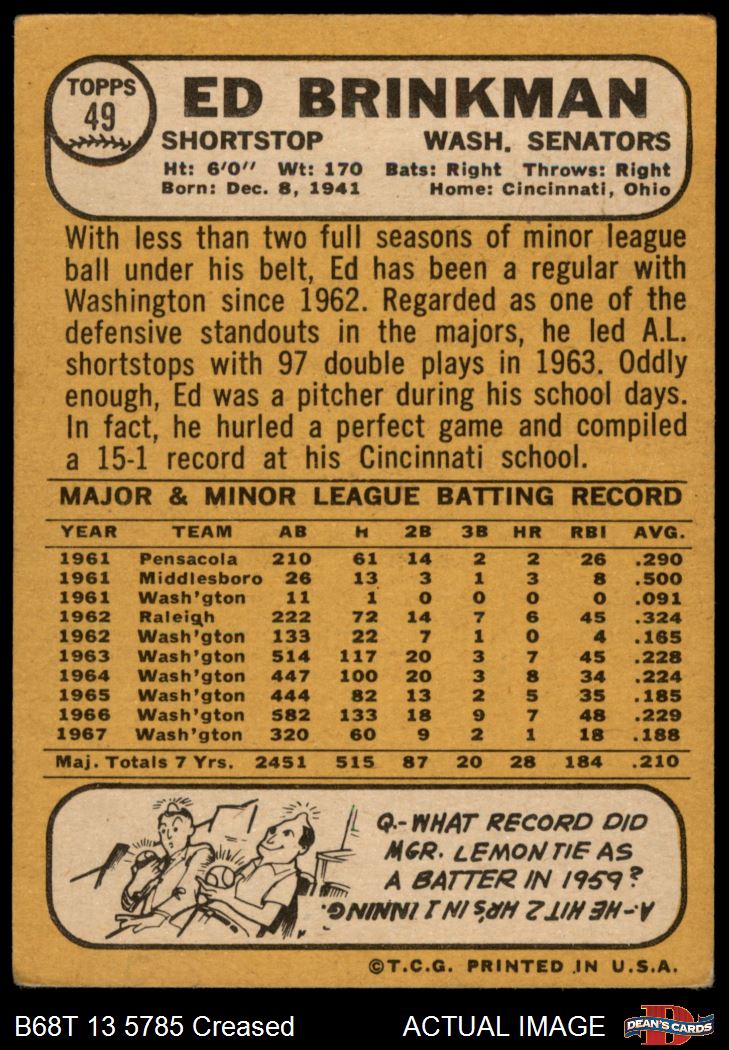 TOPPS
49
ED BRINKMAN
SHORTSTOP WASH. SENATORS
Ht: 6'0" Wt: 170 Bats: Right Throws: Right
Born: Dec. 8, 1941 Home: Cincinnati, Ohio
With less than two full seasons of minor league
ball under his belt, Ed has been a regular with
Washington since 1962. Regarded as one of the
defensive standouts in the majors, he led A.L.
shortstops with 97 double plays in 1963. Oddly
enough, Ed was a pitcher during his school days.
In fact, he hurled a perfect game and compiled
a 15-1 record at his Cincinnati school.
MAJOR & MINOR LEAGUE BATTING RECORD
YEAR TEAM AB H 2B 3B HR RBI AVG.
1961 Pensacola 210 61 14 2 2 26 .290
1961 Middlesboro 26 13 3 1 3 8 .500
1961 Wash'gton 11 1 0 0 0 0 .091
1962 Raleigh 222 72 14 7 6 45 .324
1962 Wash'gton 133 22 7 1 0 4 .165
1963 Wash'gton 514 117 20 3 7 45 .228
1964 Wash'gton 447 100 20 3 8 34 .224
1965 Wash'gton 444 82 13 2 5 35 .185
1966 Wash'gton 582 133 18 9 7 48 .229
1967 Wash'gton 320 60 9 2 1 18 .188
Maj. Totals 7 Yrs. 2451 515 87 20 28 184 .210
Q.-WHAT RECORD DID
MGR. LEMON TIE AS
A BATTER IN 1959?
A-HE HIT 2 HR'S IN 1 INNING.
©T.C.G. PRINTED IN U.S.A.
B68T 13 5785 Creased ACTUAL IMAGE
D
DEAN'S CARDS